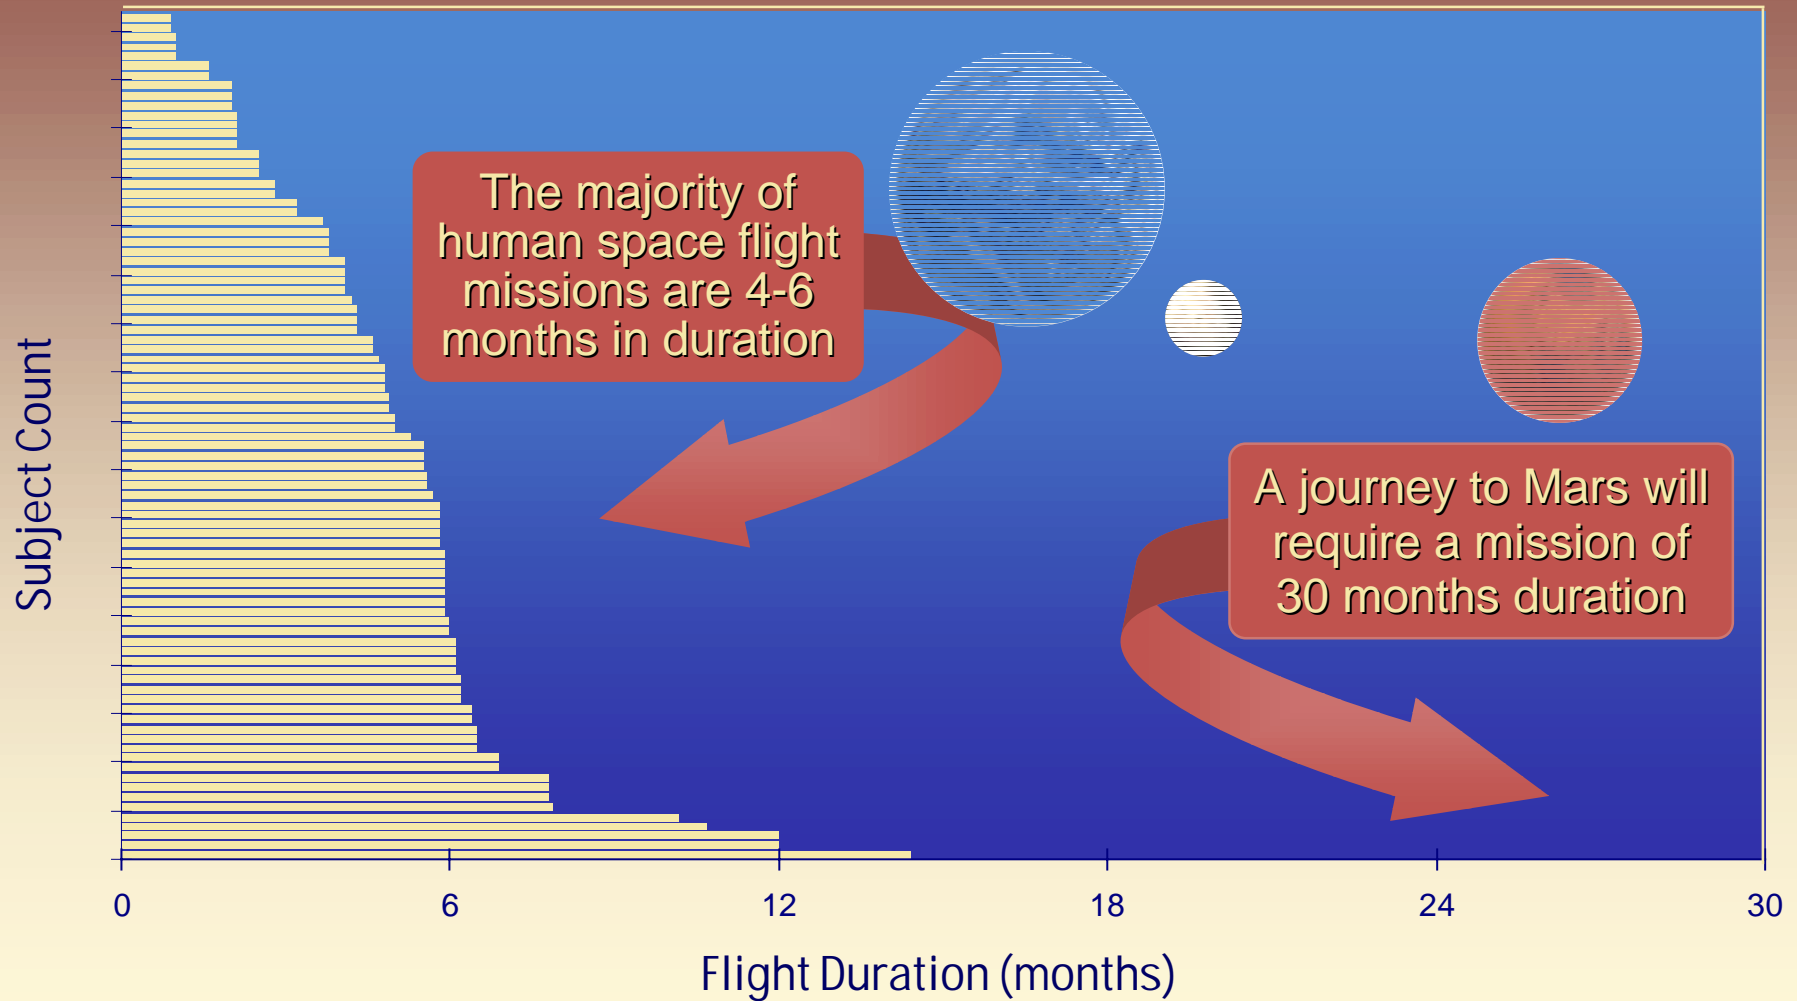 The majority of
human space flight
missions are 4-6
months in duration
A journey to Mars will
require a mission of
30 months duration
Subject Count
0 6 12 18 24 30
Flight Duration (months)